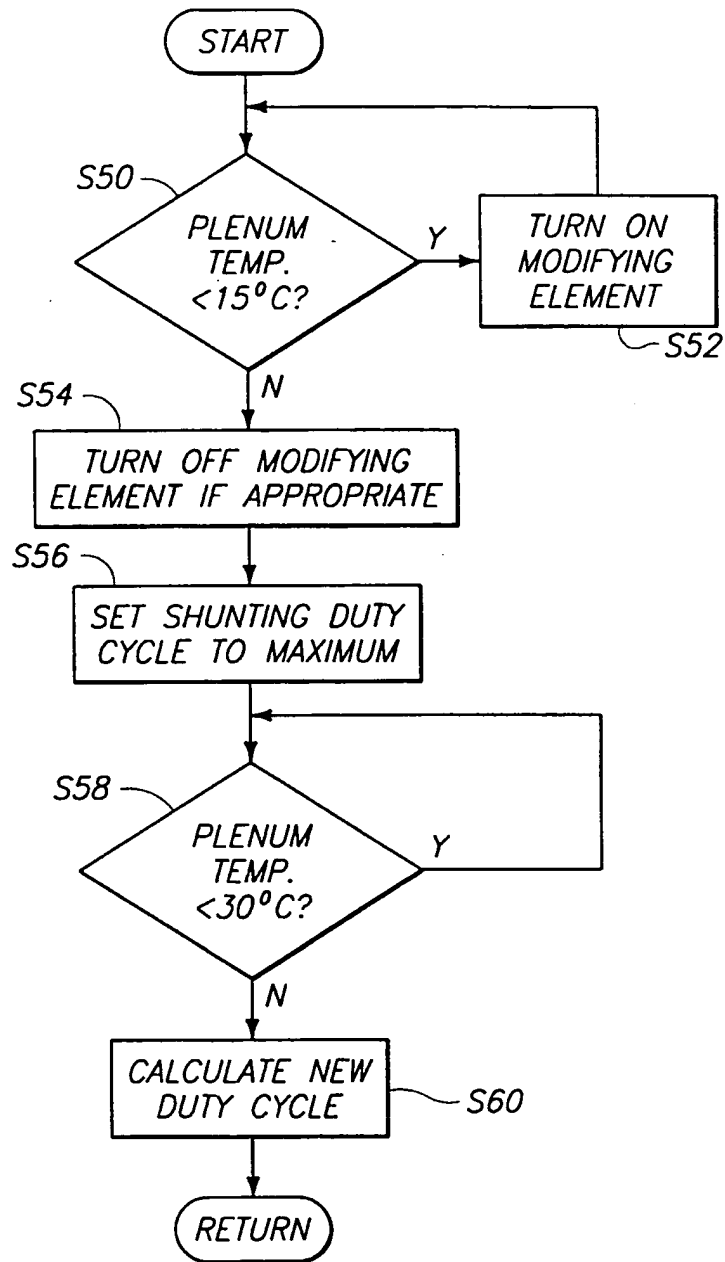 START
S50
PLENUM
TEMP.
<15°C?
Y
TURN ON
MODIFYING
ELEMENT
S52
N
S54
TURN OFF MODIFYING
ELEMENT IF APPROPRIATE
S56
SET SHUNTING DUTY
CYCLE TO MAXIMUM
S58
PLENUM
TEMP.
<30°C?
Y
N
CALCULATE NEW
DUTY CYCLE
S60
RETURN